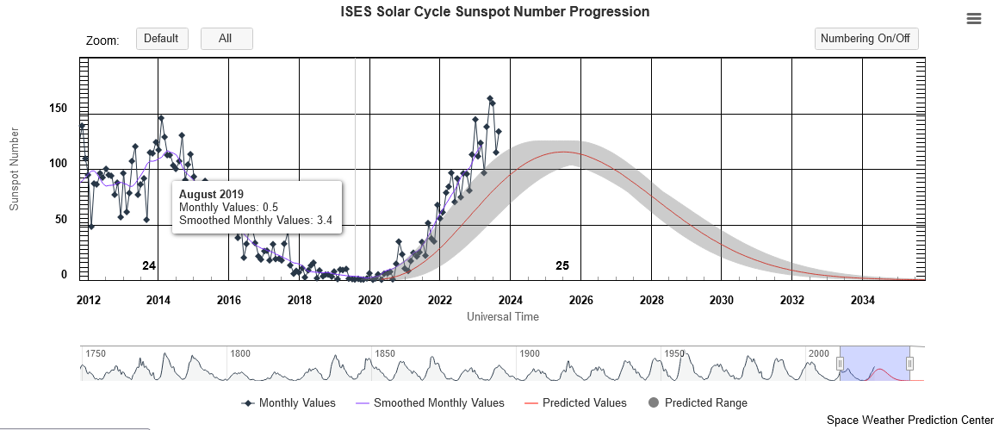 ISES Solar Cycle Sunspot Number Progression
Zoom: Default All Numbering On/Off
150
100
50
0
Sunspot Number
August 2019
Monthly Values: 0.5
Smoothed Monthly Values: 3.4
24 25
2012 2014 2016 2018 2020 2022 2024 2026 2028 2030 2032 2034
Universal Time
1750 1800 1850 1900 1950 2000
Monthly Values Smoothed Monthly Values Predicted Values Predicted Range
Space Weather Prediction Center